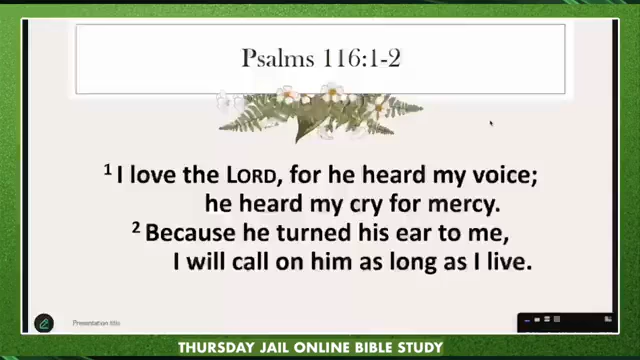 Psalms 116:1-2
1 I love the LORD, for he heard my voice;
he heard my cry for mercy.
2 Because he turned his ear to me,
I will call on him as long as I live.
Presentation title
THURSDAY JAIL ONLINE BIBLE STUDY